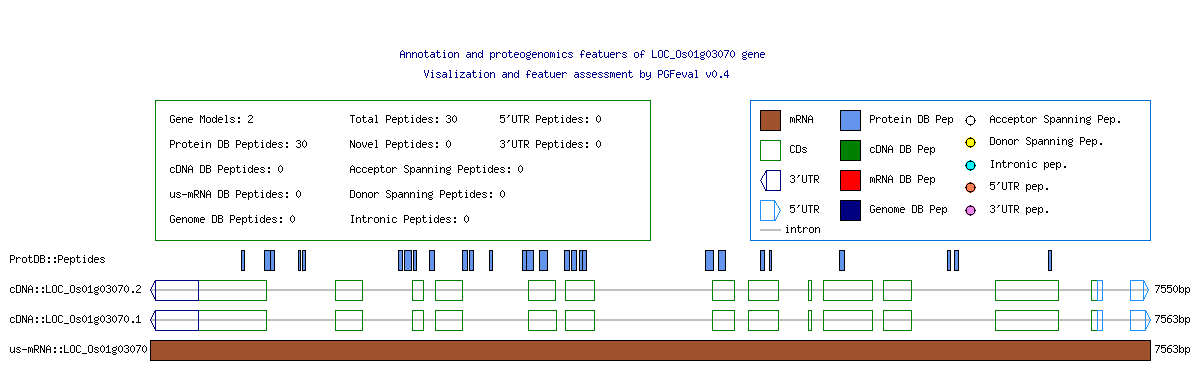 Annotation and proteogenomics featuers of LOC_Os01g03070 gene
Visalization and featuer assessment by PGFeval v0.4
Gene Models: 2 Total Peptides: 30 5'UTR Peptides: 0
Protein DB Peptides: 30 Novel Peptides: 0 3'UTR Peptides: 0
cDNA DB Peptides: 0 Acceptor Spanning Peptides: 0
us-mRNA DB Peptides: 0 Donor Spanning Peptides: 0
Genome DB Peptides: 0 Intronic Peptides: 0
mRNA Protein DB Pep Acceptor Spanning Pep.
CDs cDNA DB Pep Donor Spanning Pep.
3'UTR mRNA DB Pep Intronic pep.
5'UTR Genome DB Pep 5'UTR pep.
intron 3'UTR pep.
ProtDB::Peptides
cDNA::LOC_Os01g03070.2 7550bp
cDNA::LOC_Os01g03070.1 7563bp
us-mRNA::LOC_Os01g03070 7563bp